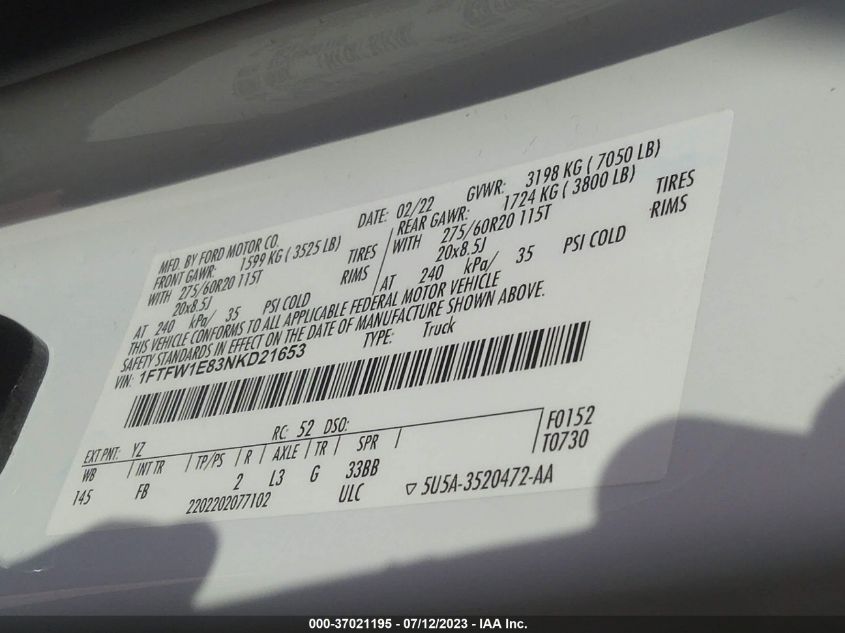 MFD. BY FORD MOTOR CO. DATE: 02/22 GVWR: 3198 KG ( 7050 LB)
FRONT GAWR: 1599 KG ( 3525 LB) REAR GAWR: 1724 KG ( 3800 LB)
WITH 275/60R20 115T TIRES WITH 275/60R20 115T TIRES
20x8.5J RIMS 20x8.5J RIMS
AT 240 kPa/ 35 PSI COLD AT 240 kPa/ 35 PSI COLD
THIS VEHICLE CONFORMS TO ALL APPLICABLE FEDERAL MOTOR VEHICLE
SAFETY STANDARDS IN EFFECT ON THE DATE OF MANUFACTURE SHOWN ABOVE.
VIN: 1FTFW1E83NKD21653 TYPE: Truck
EXT PNT: YZ RC: 52 DSO: F0152
WB INT TR TP/PS R AXLE TR SPR T0730
145 FB 2 L3 G 33BB
2202202077102 ULC ▽ 5U5A-3520472-AA
000-37021195 - 07/12/2023 - IAA Inc.